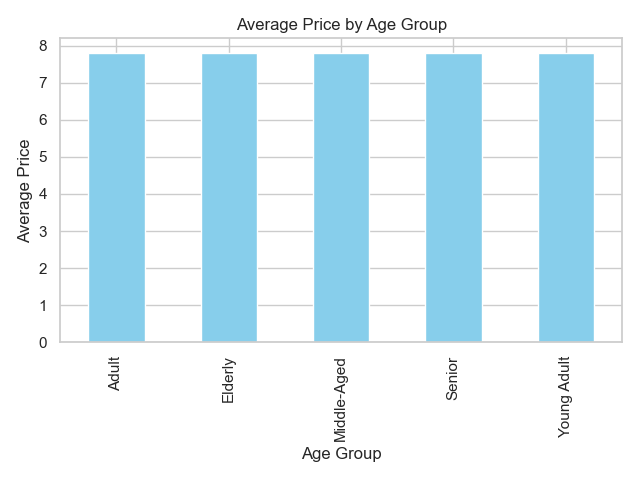 Average Price by Age Group
Average Price
8
7
6
5
4
3
2
1
0
Adult
Elderly
Middle-Aged
Senior
Young Adult
Age Group